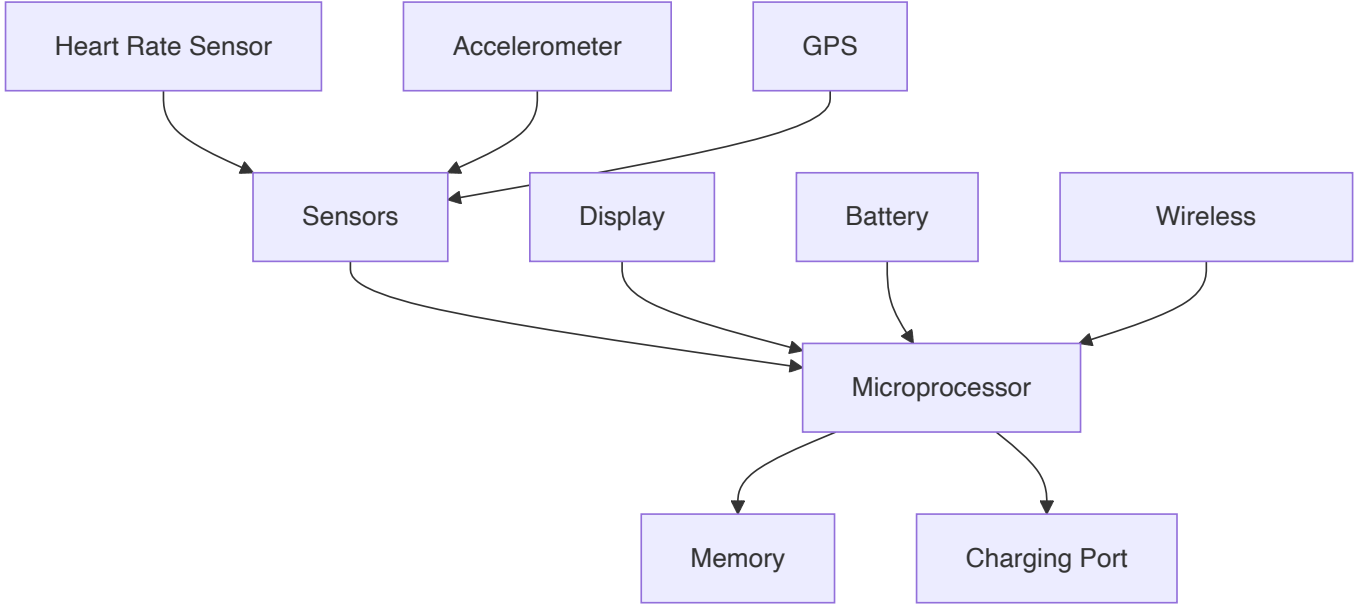 Heart Rate Sensor
Accelerometer
GPS
Sensors
Display
Battery
Wireless
Microprocessor
Memory
Charging Port